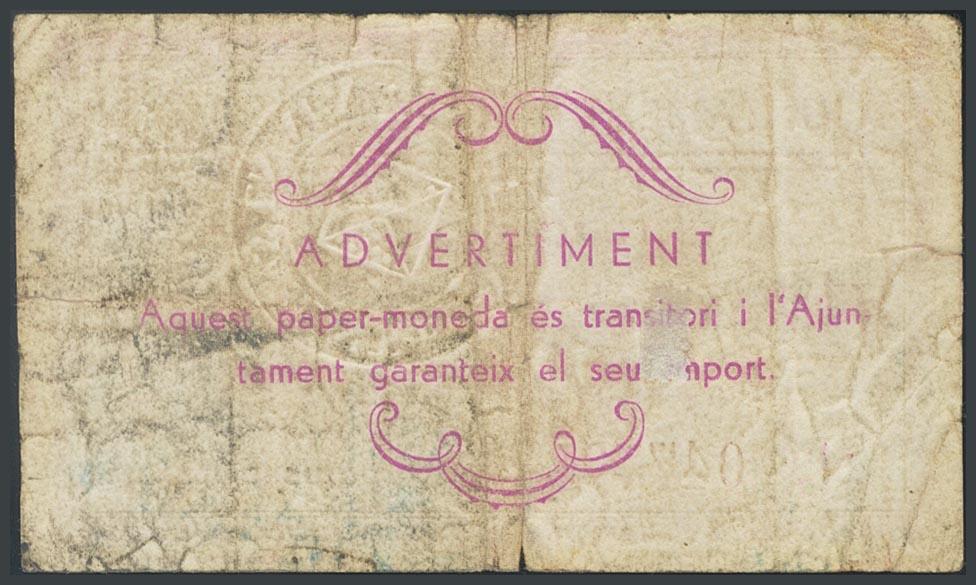 ADVERTIMENT
Aquest paper-moneda és transitori i l'Ajun-
tament garanteix el seu import.